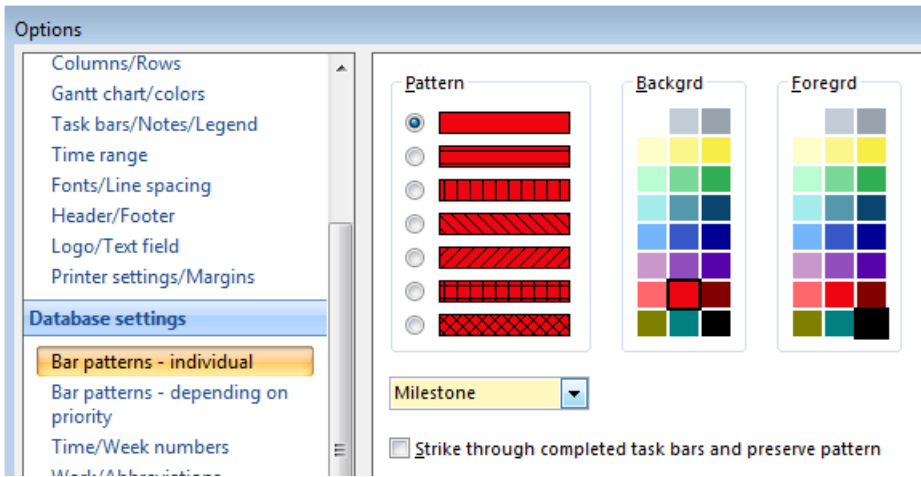 Options
Columns/Rows
Gantt chart/colors
Task bars/Notes/Legend
Time range
Fonts/Line spacing
Header/Footer
Logo/Text field
Printer settings/Margins
Database settings
Bar patterns - individual
Bar patterns - depending on
priority
Time/Week numbers
Work/Abbreviations
Pattern
Backgrd
Foregrd
Milestone
Strike through completed task bars and preserve pattern